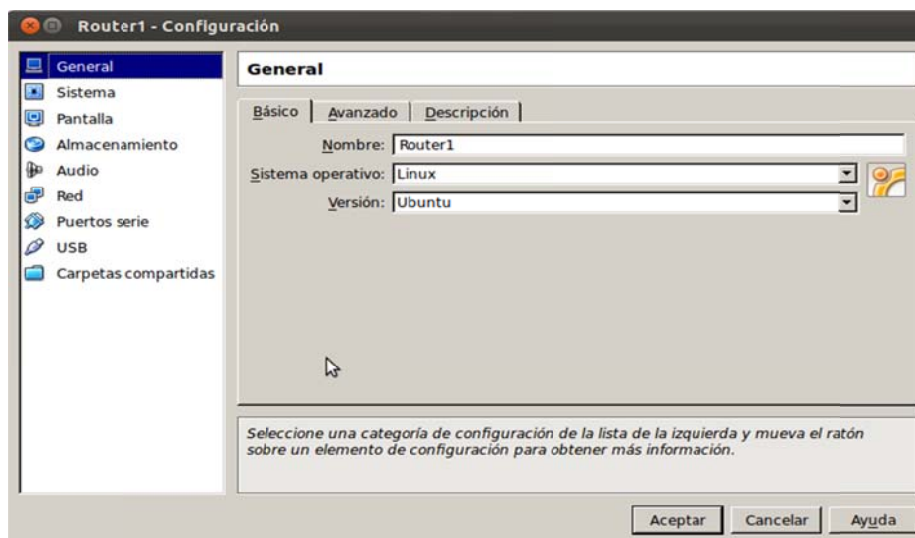 Router1 - Configuración
General
Sistema
Pantalla
Almacenamiento
Audio
Red
Puertos serie
USB
Carpetas compartidas
General
Básico
Avanzado
Descripción
Nombre: Router1
Sistema operativo: Linux
Versión: Ubuntu
Seleccione una categoría de configuración de la lista de la izquierda y mueva el ratón
sobre un elemento de configuración para obtener más información.
Aceptar
Cancelar
Ayuda